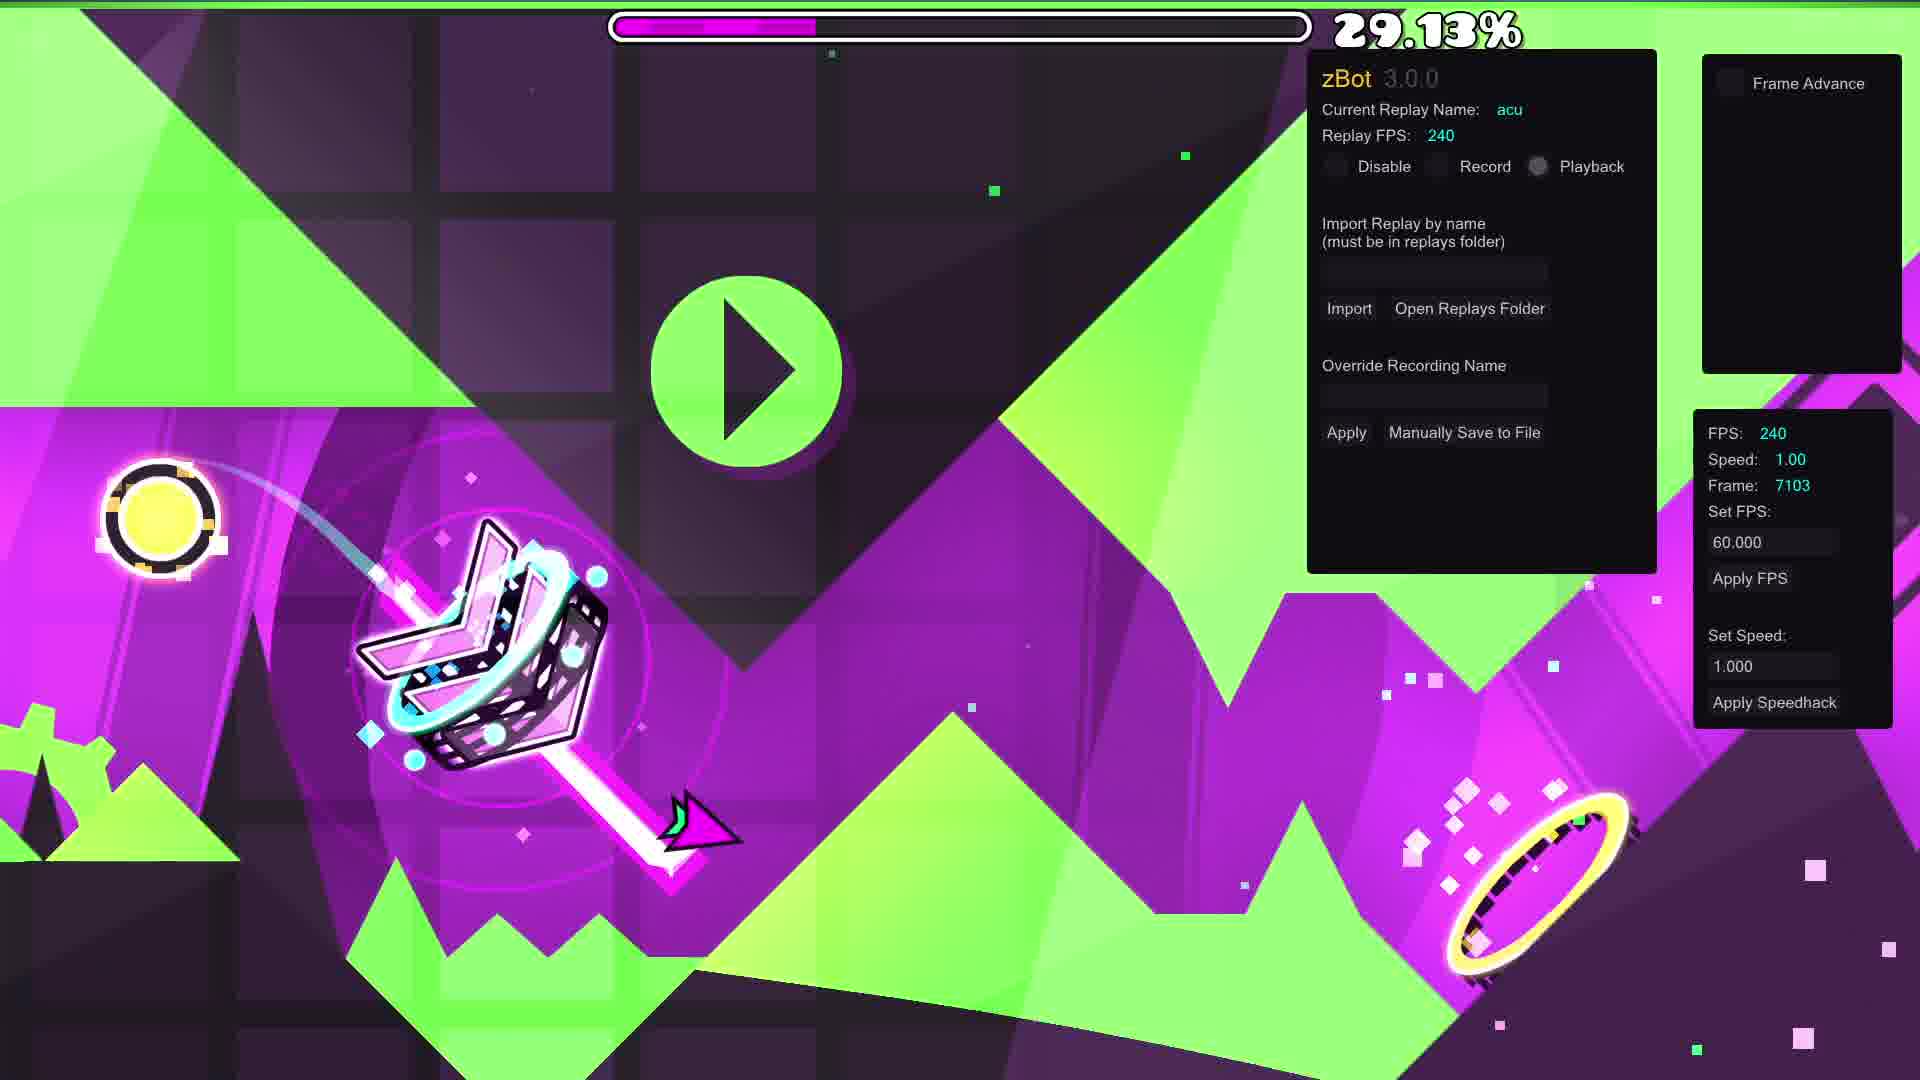 29.13%
zBot 3.0.0
Current Replay Name: acu
Replay FPS: 240
Disable Record Playback
Import Replay by name
(must be in replays folder)
Import Open Replays Folder
Override Recording Name
Apply Manually Save to File
Frame Advance
FPS: 240
Speed: 1.00
Frame: 7103
Set FPS:
60.000
Apply FPS
Set Speed:
1.000
Apply Speedhack